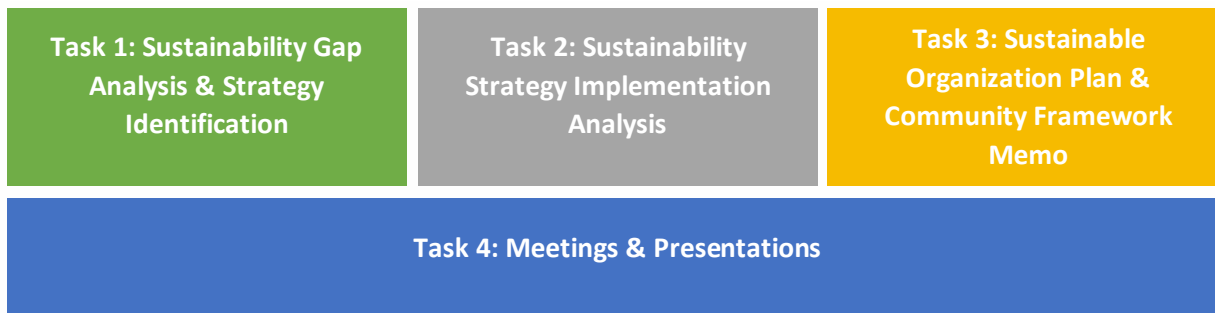 Task 1: Sustainability Gap
Analysis & Strategy
Identification
Task 2: Sustainability
Strategy Implementation
Analysis
Task 3: Sustainable
Organization Plan &
Community Framework
Memo
Task 4: Meetings & Presentations